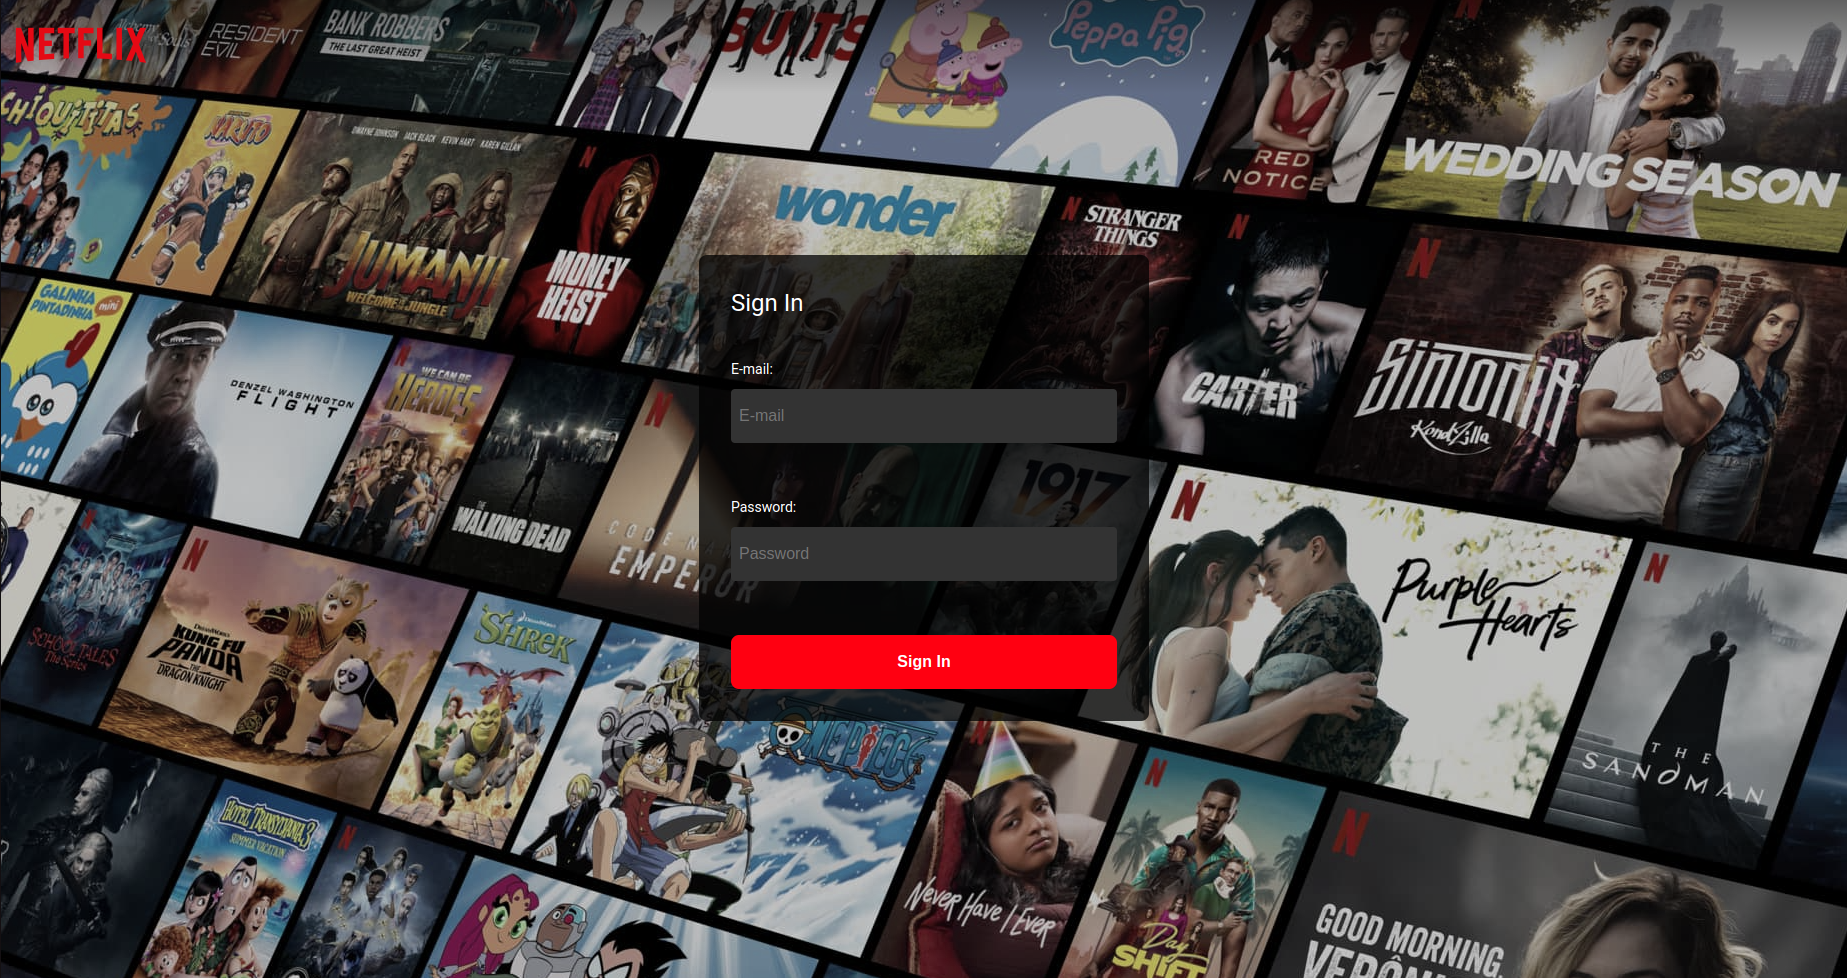 NETFLIX
RESIDENT
EVIL
BANK ROBBERS
THE LAST GREAT HEIST
SUITS
Peppa Pig
RED
NOTICE
WEDDING SEASON
CHIQUITITAS
NARUTO
DWAYNE JOHNSON JACK BLACK KEVIN HART KAREN GILLAN
JUMANJI
WELCOME TO THE JUNGLE
MONEY
HEIST
wonder
STRANGER
THINGS
CARTER
SINTONIA
KondZilla
GALINHA
PINTADINHA
mini
DENZEL WASHINGTON
FLIGHT
WE CAN BE
HEROES
THE
WALKING DEAD
CODE NAME
EMPEROR
1917
Sign In
E-mail:
E-mail
Password:
Password
Sign In
Purple
Hearts
THE
SANDMAN
SCHOOL TALES
The Series
DREAMWORKS
KUNG FU
PANDA
THE
DRAGON KNIGHT
DREAMWORKS
SHREK
ONE PIECE
HOTEL TRANSYLVANIA 3
SUMMER VACATION
Never Have I Ever
Day
SHIFT
GOOD MORNING,
VERÔNICA